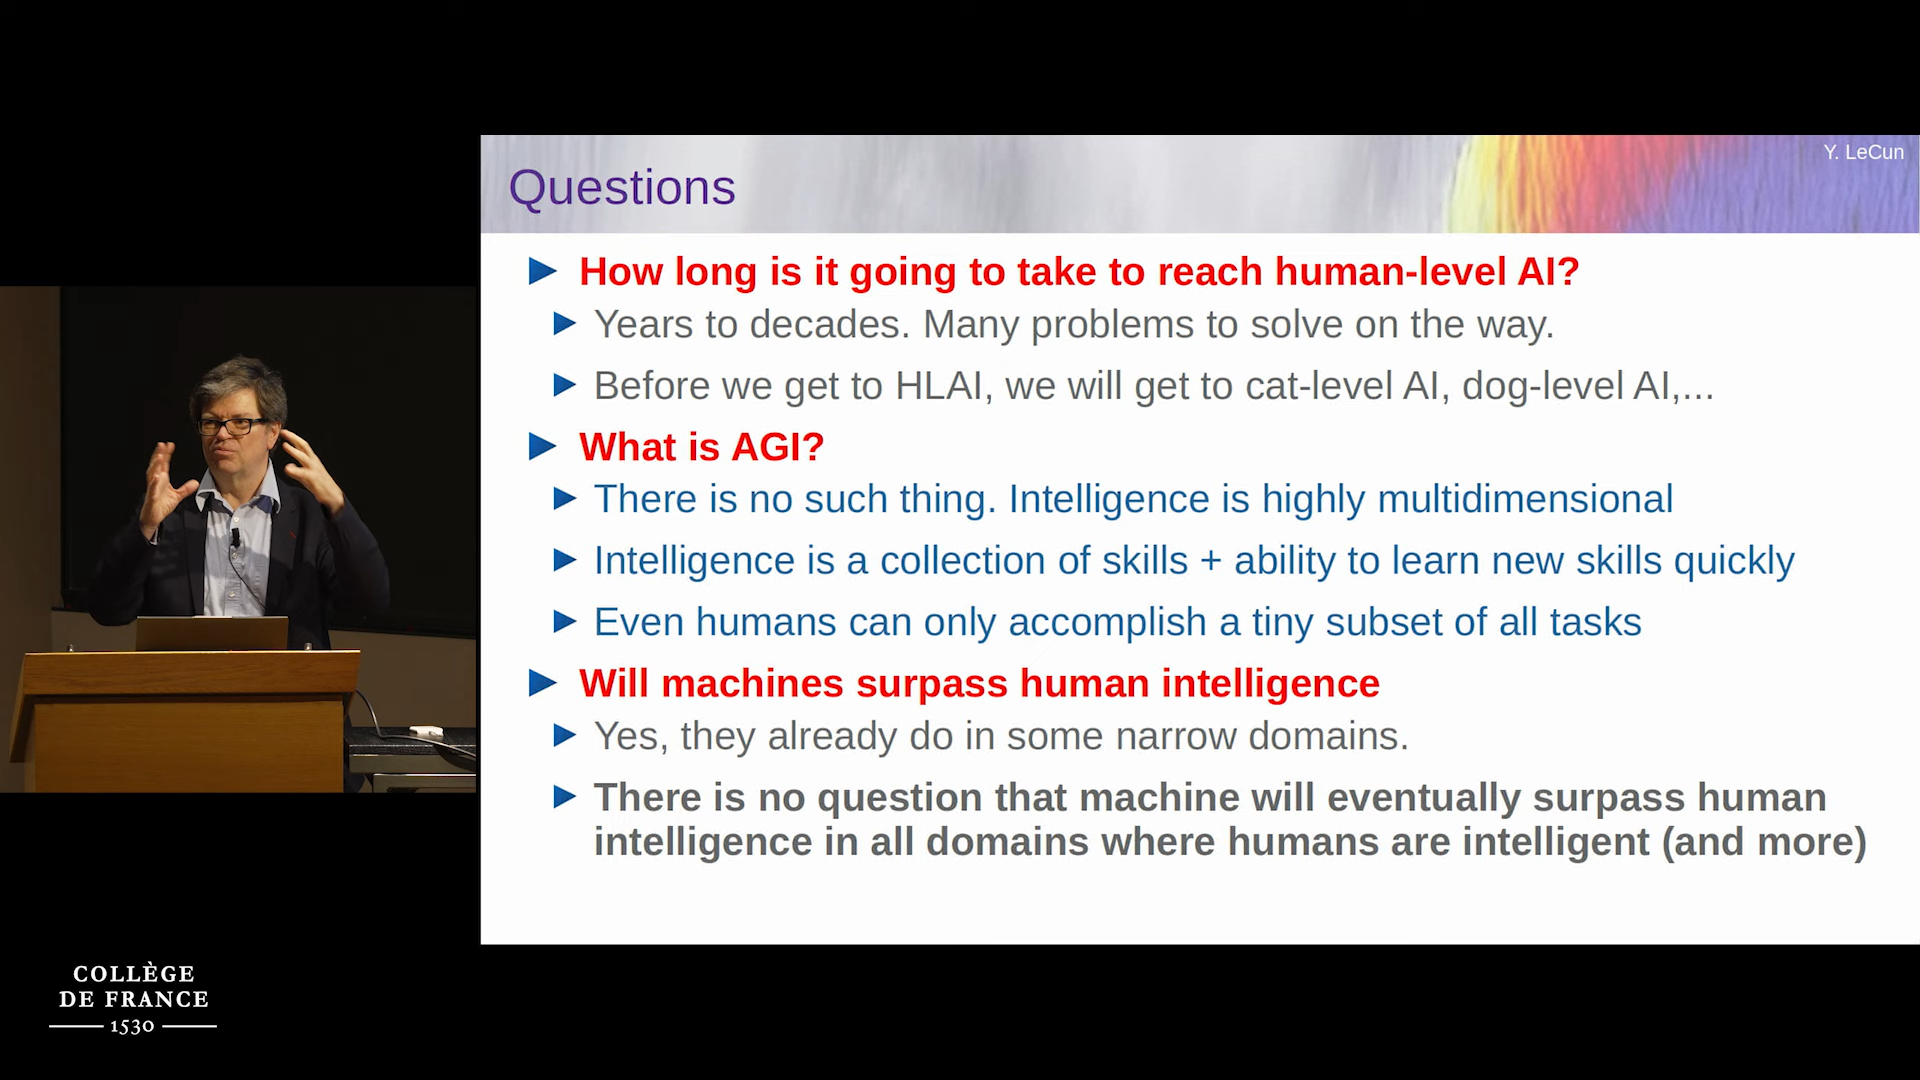 Y. LeCun
Questions
How long is it going to take to reach human-level AI?
Years to decades. Many problems to solve on the way.
Before we get to HLAI, we will get to cat-level AI, dog-level AI,...
What is AGI?
There is no such thing. Intelligence is highly multidimensional
Intelligence is a collection of skills + ability to learn new skills quickly
Even humans can only accomplish a tiny subset of all tasks
Will machines surpass human intelligence
Yes, they already do in some narrow domains.
There is no question that machine will eventually surpass human
intelligence in all domains where humans are intelligent (and more)
COLLÈGE
DE FRANCE
1530